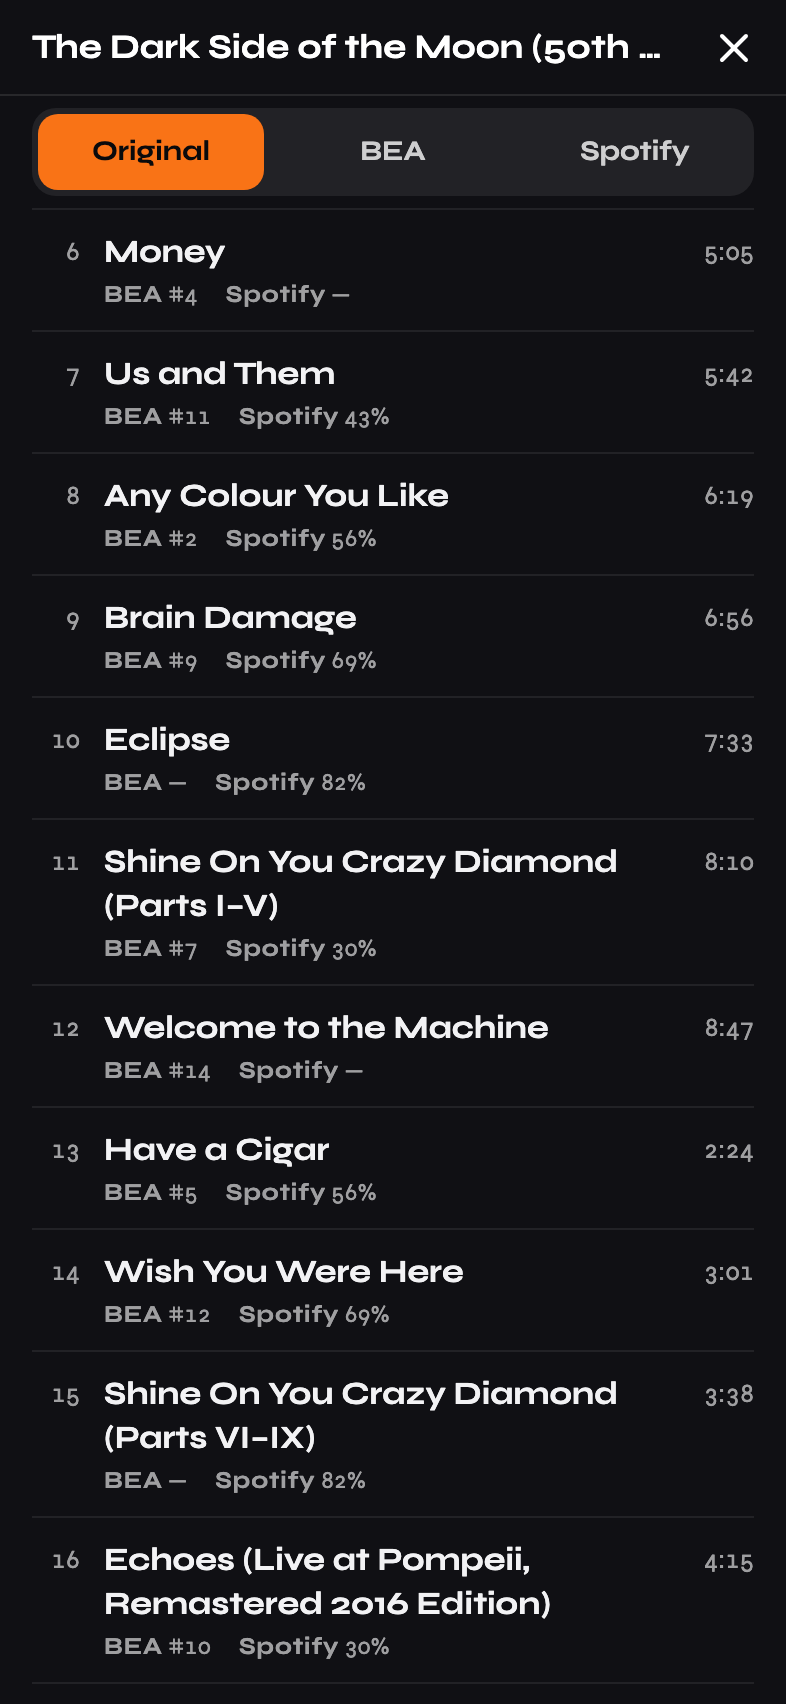 The Dark Side of the Moon (50th ...
Original BEA Spotify
6 Money 5:05
BEA #4 Spotify —
7 Us and Them 5:42
BEA #11 Spotify 43%
8 Any Colour You Like 6:19
BEA #2 Spotify 56%
9 Brain Damage 6:56
BEA #9 Spotify 69%
10 Eclipse 7:33
BEA — Spotify 82%
11 Shine On You Crazy Diamond 8:10
(Parts I–V)
BEA #7 Spotify 30%
12 Welcome to the Machine 8:47
BEA #14 Spotify —
13 Have a Cigar 2:24
BEA #5 Spotify 56%
14 Wish You Were Here 3:01
BEA #12 Spotify 69%
15 Shine On You Crazy Diamond 3:38
(Parts VI–IX)
BEA — Spotify 82%
16 Echoes (Live at Pompeii, 4:15
Remastered 2016 Edition)
BEA #10 Spotify 30%